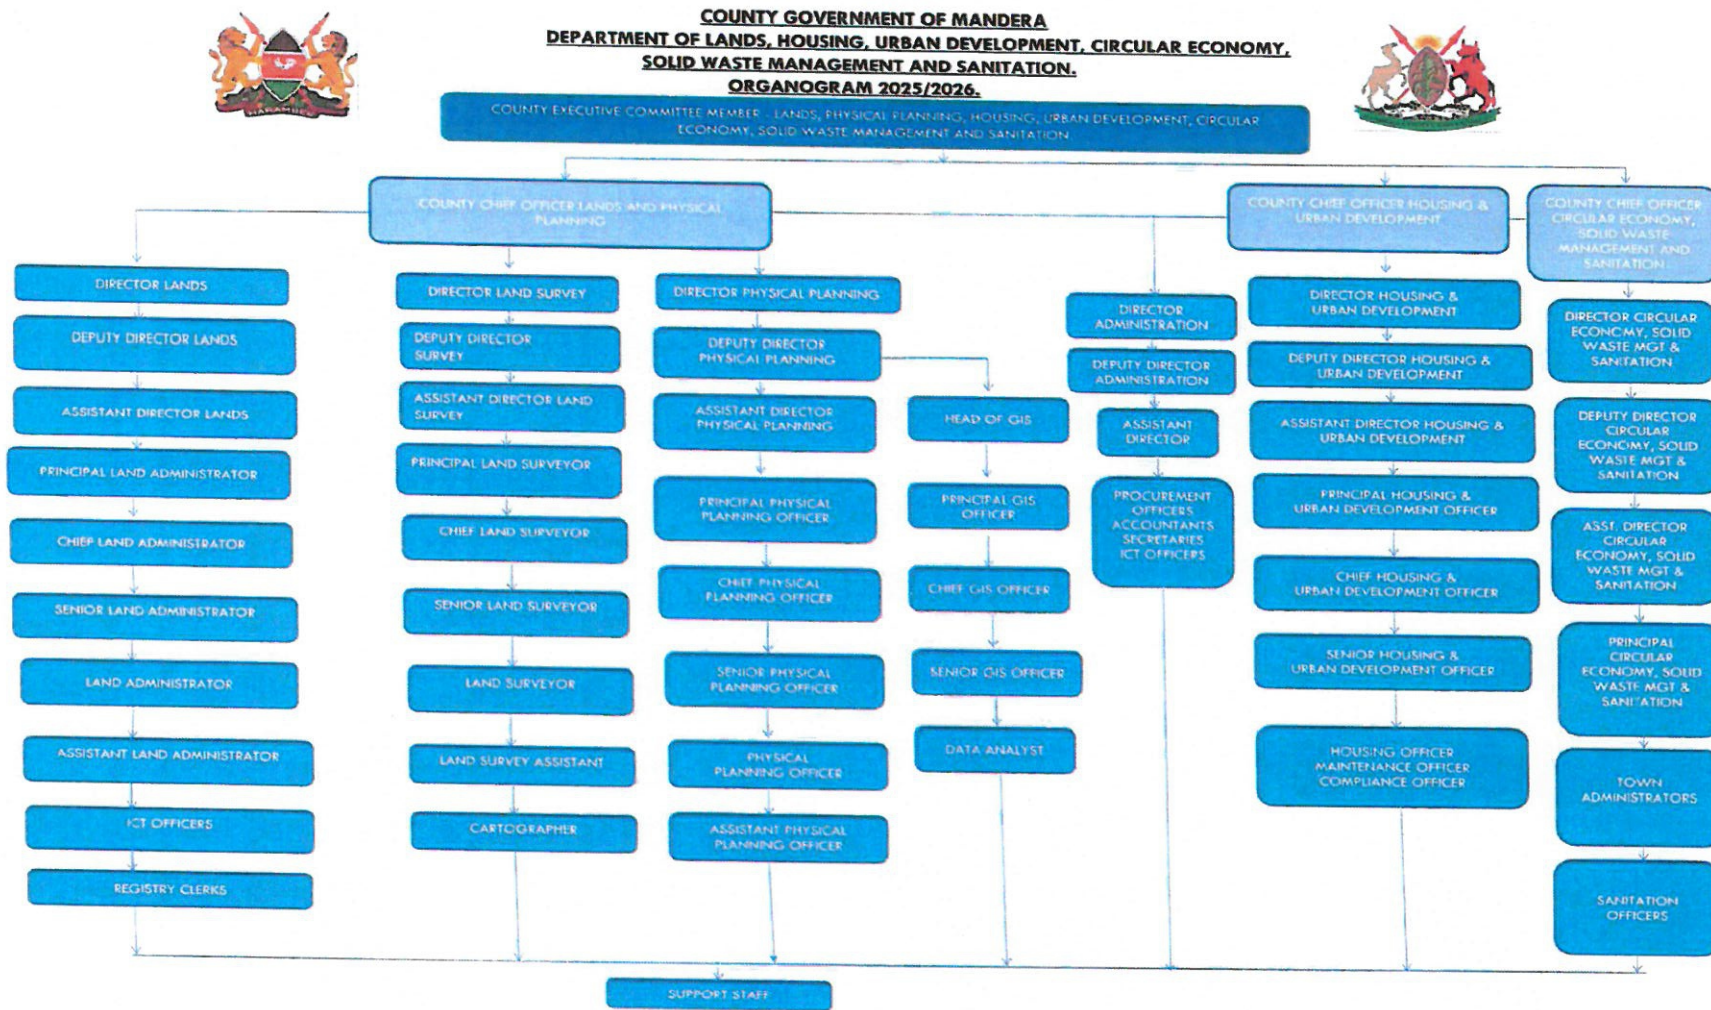 COUNTY GOVERNMENT OF MANDERA
DEPARTMENT OF LANDS, HOUSING, URBAN DEVELOPMENT, CIRCULAR ECONOMY,
SOLID WASTE MANAGEMENT AND SANITATION.
ORGANOGRAM 2025/2026.
HARAMBEE
COUNTY EXECUTIVE COMMITTEE MEMBER - LANDS, PHYSICAL PLANNING, HOUSING, URBAN DEVELOPMENT, CIRCULAR
ECONOMY, SOLID WASTE MANAGEMENT AND SANITATION
COUNTY CHIEF OFFICER LANDS AND PHYSICAL
PLANNING
COUNTY CHIEF OFFICER HOUSING &
URBAN DEVELOPMENT
COUNTY CHIEF OFFICER
CIRCULAR ECONOMY,
SOLID WASTE
MANAGEMENT AND
SANITATION
DIRECTOR LANDS
DEPUTY DIRECTOR LANDS
ASSISTANT DIRECTOR LANDS
PRINCIPAL LAND ADMINISTRATOR
CHIEF LAND ADMINISTRATOR
SENIOR LAND ADMINISTRATOR
LAND ADMINISTRATOR
ASSISTANT LAND ADMINISTRATOR
ICT OFFICERS
REGISTRY CLERKS
DIRECTOR LAND SURVEY
DEPUTY DIRECTOR
SURVEY
ASSISTANT DIRECTOR LAND
SURVEY
PRINCIPAL LAND SURVEYOR
CHIEF LAND SURVEYOR
SENIOR LAND SURVEYOR
LAND SURVEYOR
LAND SURVEY ASSISTANT
CARTOGRAPHER
DIRECTOR PHYSICAL PLANNING
DEPUTY DIRECTOR
PHYSICAL PLANNING
ASSISTANT DIRECTOR
PHYSICAL PLANNING
PRINCIPAL PHYSICAL
PLANNING OFFICER
CHIEF PHYSICAL
PLANNING OFFICER
SENIOR PHYSICAL
PLANNING OFFICER
PHYSICAL
PLANNING OFFICER
ASSISTANT PHYSICAL
PLANNING OFFICER
HEAD OF GIS
PRINCIPAL GIS
OFFICER
CHIEF GIS OFFICER
SENIOR GIS OFFICER
DATA ANALYST
DIRECTOR
ADMINISTRATION
DEPUTY DIRECTOR
ADMINISTRATION
ASSISTANT
DIRECTOR
PROCUREMENT
OFFICERS
ACCOUNTANTS
SECRETARIES
ICT OFFICERS
DIRECTOR HOUSING &
URBAN DEVELOPMENT
DEPUTY DIRECTOR HOUSING &
URBAN DEVELOPMENT
ASSISTANT DIRECTOR HOUSING &
URBAN DEVELOPMENT
PRINCIPAL HOUSING &
URBAN DEVELOPMENT OFFICER
CHIEF HOUSING &
URBAN DEVELOPMENT OFFICER
SENIOR HOUSING &
URBAN DEVELOPMENT OFFICER
HOUSING OFFICER
MAINTENANCE OFFICER
COMPLIANCE OFFICER
DIRECTOR CIRCULAR
ECONOMY, SOLID
WASTE MGT &
SANITATION
DEPUTY DIRECTOR
CIRCULAR
ECONOMY, SOLID
WASTE MGT &
SANITATION
ASST. DIRECTOR
CIRCULAR
ECONOMY, SOLID
WASTE MGT &
SANITATION
PRINCIPAL
CIRCULAR
ECONOMY, SOLID
WASTE MGT &
SANITATION
TOWN
ADMINISTRATORS
SANITATION
OFFICERS
SUPPORT STAFF